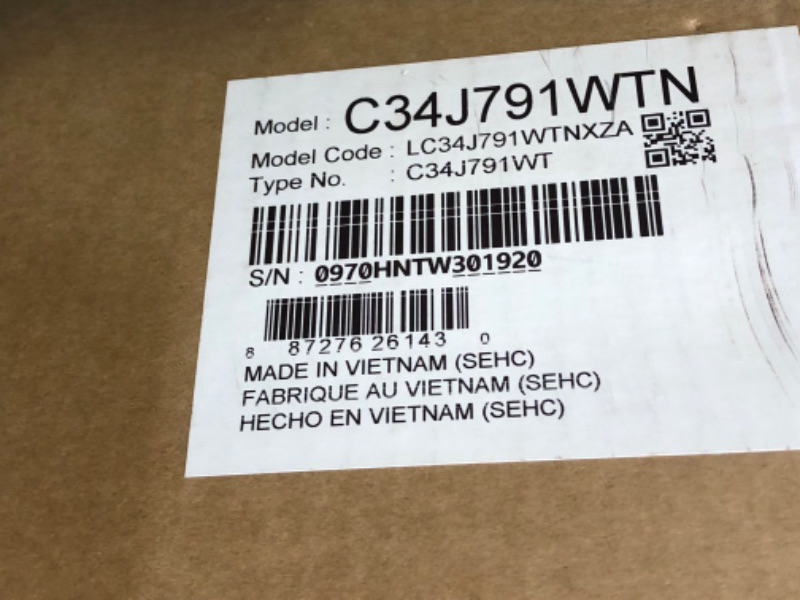 Model : C34J791WTN
Model Code : LC34J791WTNXZA
Type No. : C34J791WT
S/N : 0970HNTW301920
8 87276 26143 0
MADE IN VIETNAM (SEHC)
FABRIQUE AU VIETNAM (SEHC)
HECHO EN VIETNAM (SEHC)